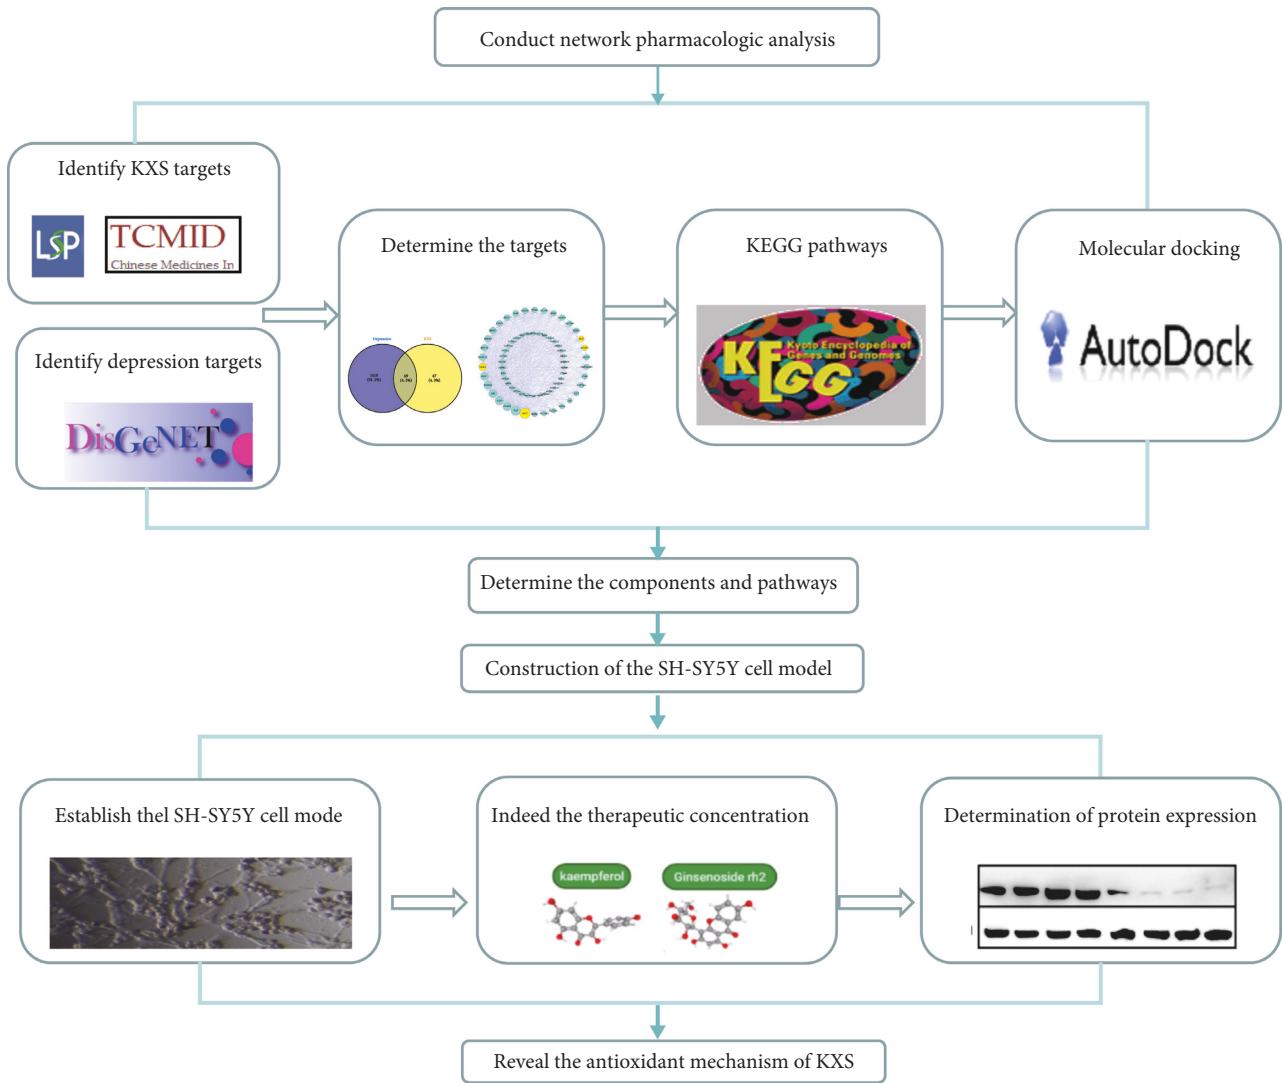 Conduct network pharmacologic analysis
Identify KXS targets
LSP
TCMID
Chinese Medicines In
Identify depression targets
DisGeNET
Determine the targets
Depression
KEGG pathways
KEGG
Kyoto Encyclopedia of
Genes and Genomes
Molecular docking
AutoDock
Determine the components and pathways
Construction of the SH-SY5Y cell model
Establish thel SH-SY5Y cell mode
Indeed the therapeutic concentration
kaempferol
Ginsenoside rh2
Determination of protein expression
Reveal the antioxidant mechanism of KXS